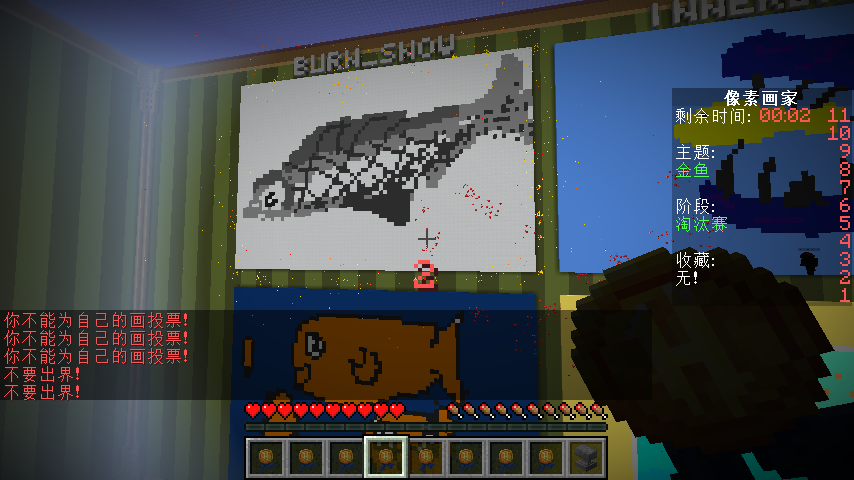 BURN_SNOW
像素画家
剩余时间: 00:02 11
10
主题: 9
金鱼 8
7
阶段: 6
淘汰赛 5
4
收藏: 3
无! 2
1
2
你不能为自己的画投票!
你不能为自己的画投票!
你不能为自己的画投票!
不要出界!
不要出界!